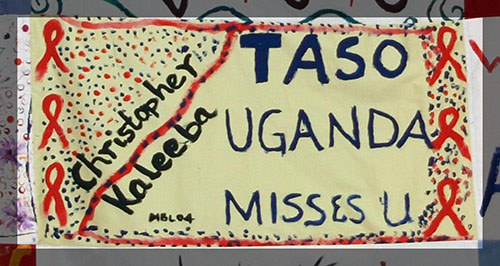 Christopher
Kaleeba
MBL04
TASO
UGANDA
MISSES U